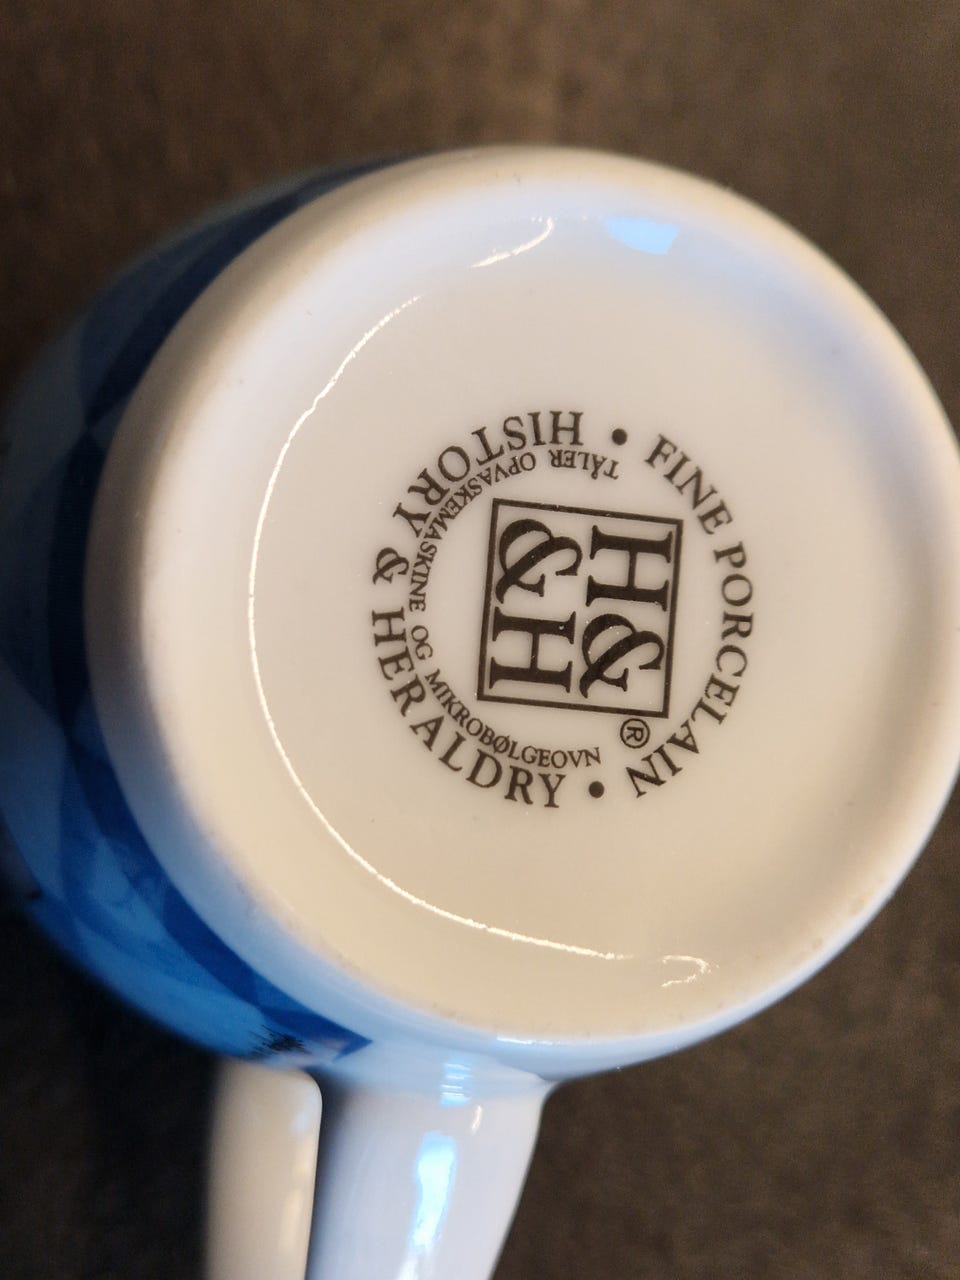 • FINE PORCELAIN •
HISTORY & HERALDRY
TÅLER OPVASKEMASKINE OG MIKROBØLGEOVN
H&
H&
®